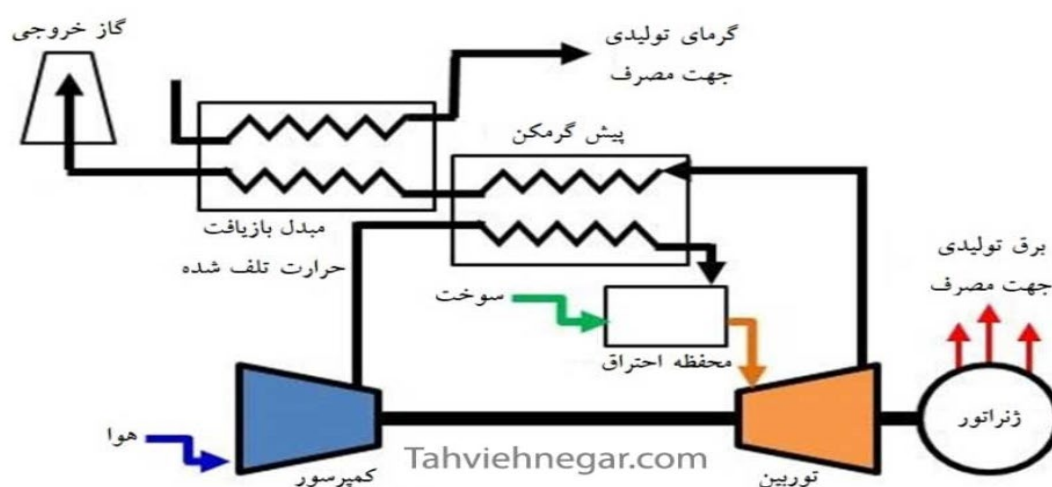 گاز خروجی
گرمای تولیدی
جهت مصرف
پیش گرمکن
مبدل بازیافت
حرارت تلف شده
برق تولیدی
جهت مصرف
سوخت
محفظه احتراق
هوا
کمپرسور
Tahviehnegar.com
توربین
ژنراتور